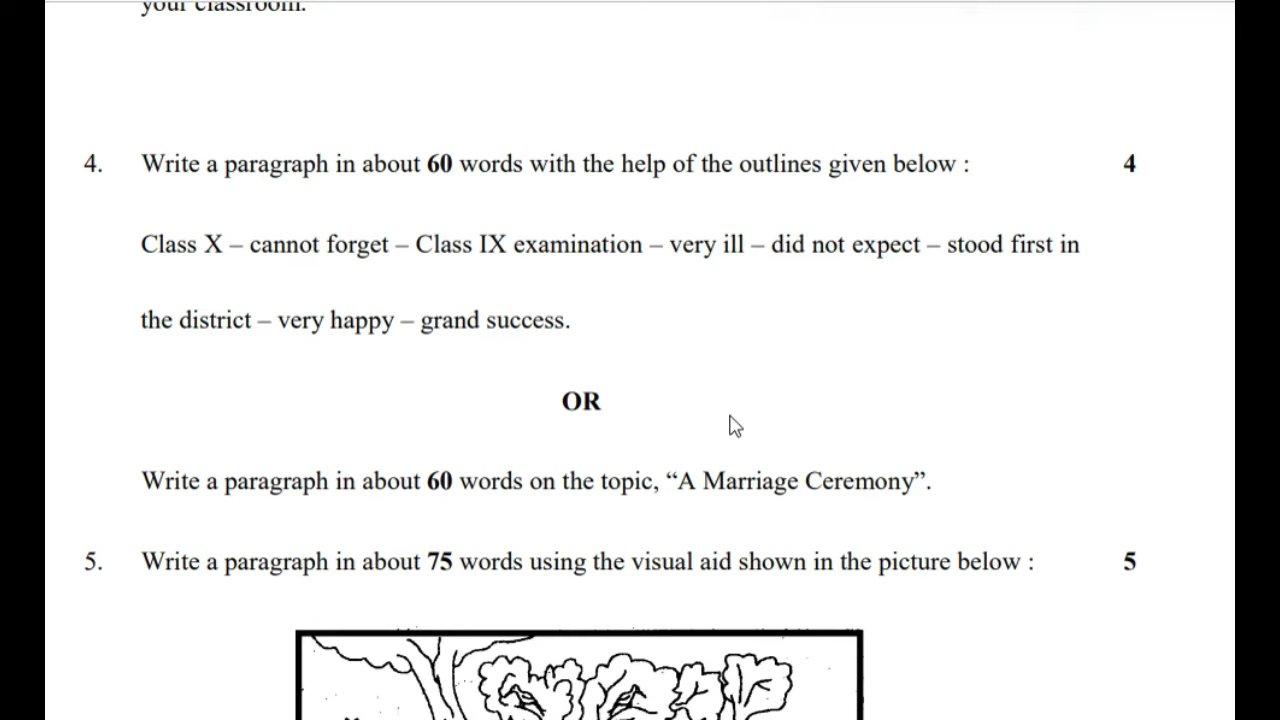 your classroom.
4. Write a paragraph in about 60 words with the help of the outlines given below : 4
Class X – cannot forget – Class IX examination – very ill – did not expect – stood first in
the district – very happy – grand success.
OR
Write a paragraph in about 60 words on the topic, “A Marriage Ceremony”.
5. Write a paragraph in about 75 words using the visual aid shown in the picture below : 5